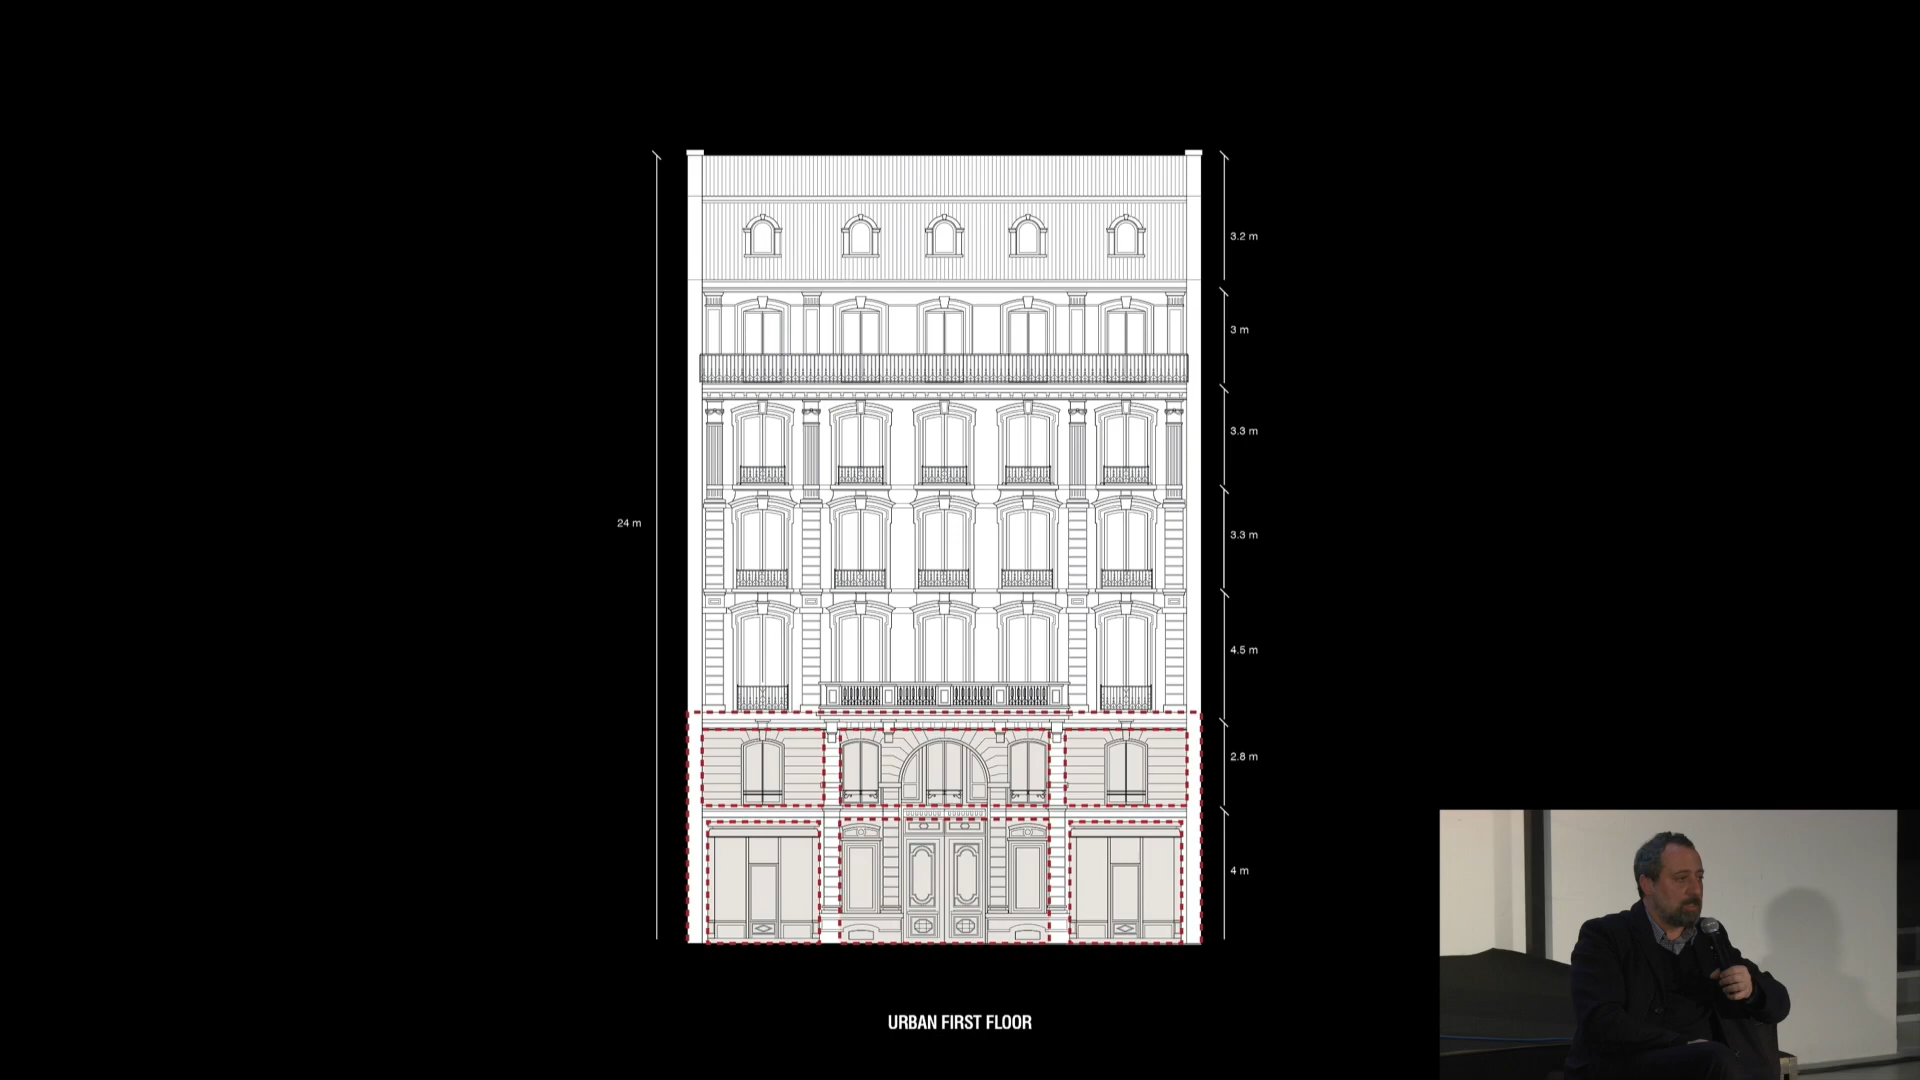 3.2 m
3 m
3.3 m
24 m
3.3 m
4.5 m
2.8 m
4 m
URBAN FIRST FLOOR